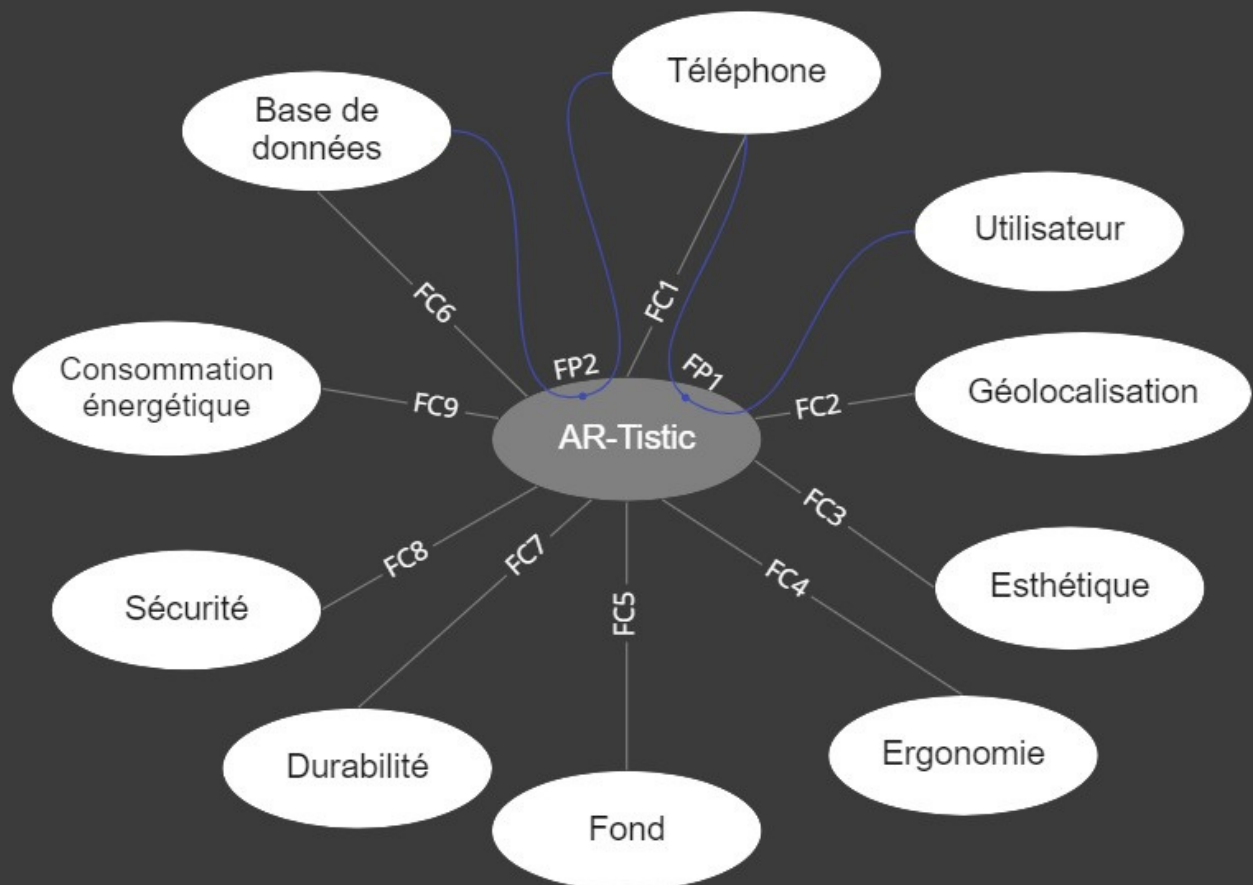 Téléphone
Base de
données
Utilisateur
FC1
FC6
FP2
FP1
Consommation
énergétique
FC9
FC2
Géolocalisation
AR-Tistic
FC3
FC8
FC7
FC4
FC5
Esthétique
Sécurité
Ergonomie
Durabilité
Fond